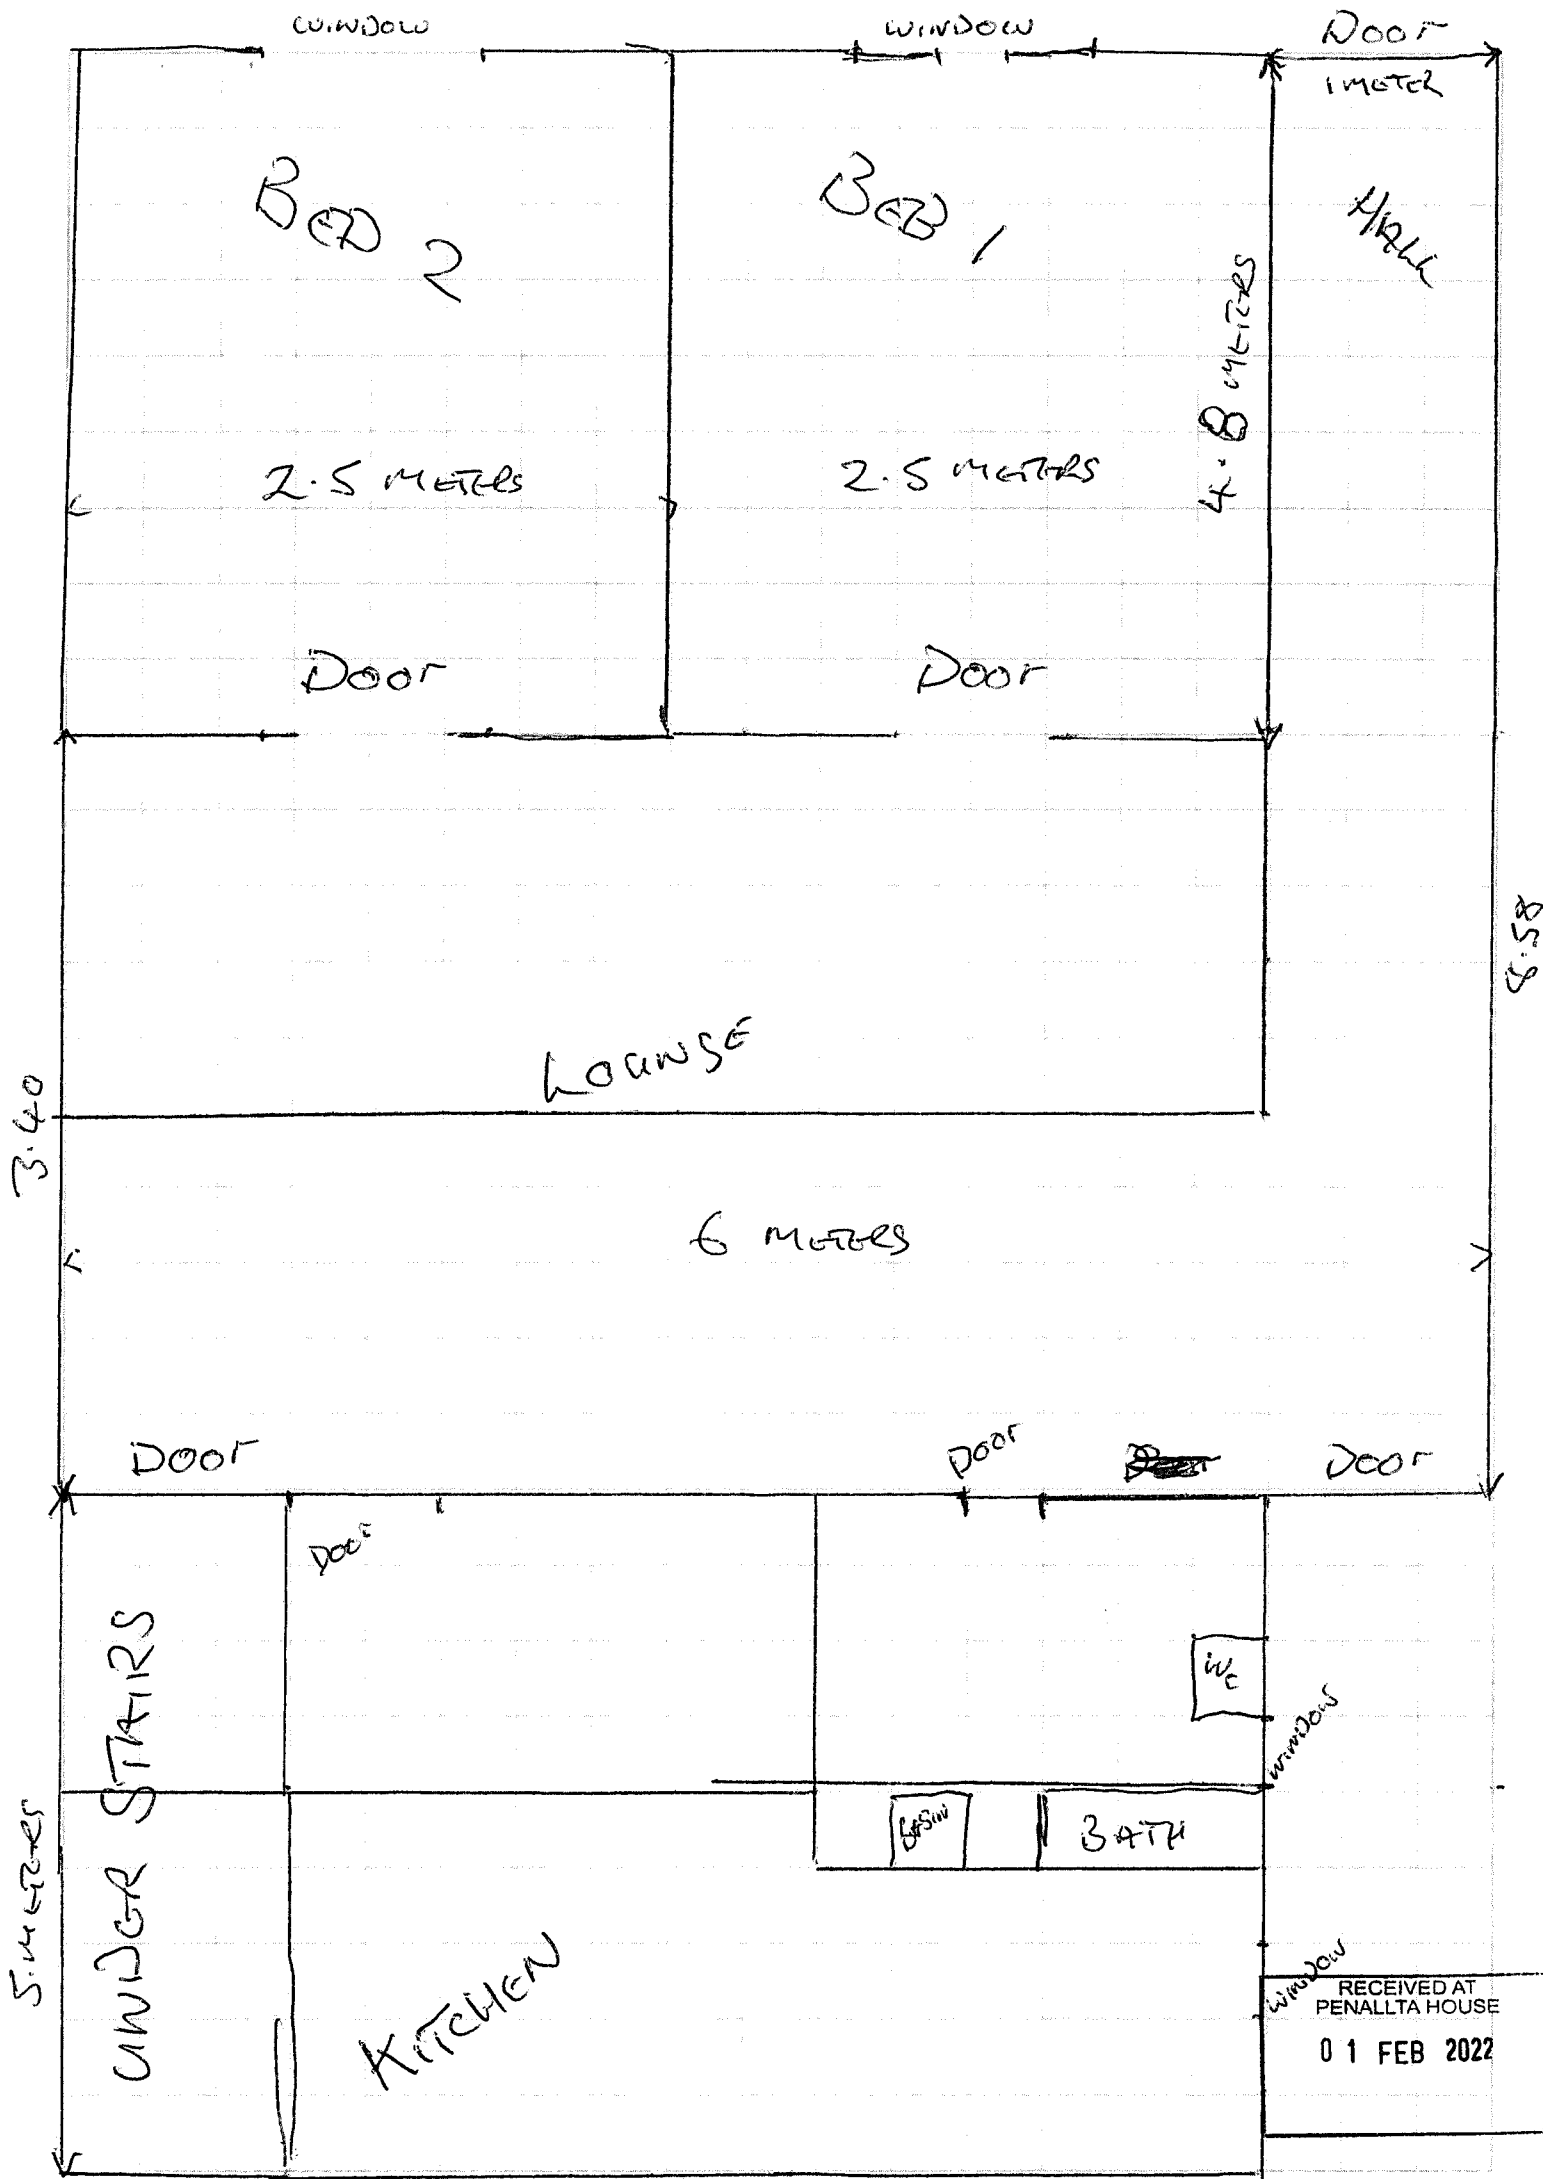 WINDOW
WINDOW
Door
1 METER
BED 2
BED 1
HALL
4.8 METERS
2.5 METERS
2.5 METERS
Door
Door
LOUNGE
3.40
6 METERS
Door
Door
Door
Door
UNDER STAIRS
WC
WINDOW
BASIN
BATH
5. METERS
KITCHEN
WINDOW
RECEIVED AT
PENALLTA HOUSE
01 FEB 2022